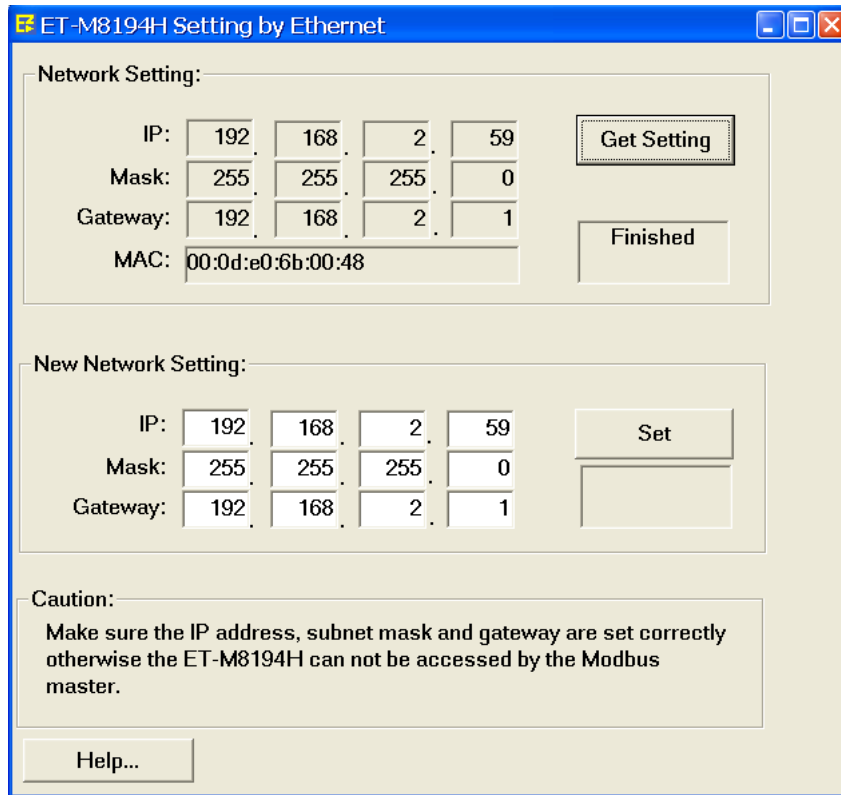 ET-M8194H Setting by Ethernet
Network Setting:
IP: 192. 168. 2. 59
Get Setting
Mask: 255. 255. 255. 0
Gateway: 192. 168. 2. 1
Finished
MAC: 00:0d:e0:6b:00:48
New Network Setting:
IP: 192. 168. 2. 59
Set
Mask: 255. 255. 255. 0
Gateway: 192. 168. 2. 1
Caution:
Make sure the IP address, subnet mask and gateway are set correctly
otherwise the ET-M8194H can not be accessed by the Modbus
master.
Help...